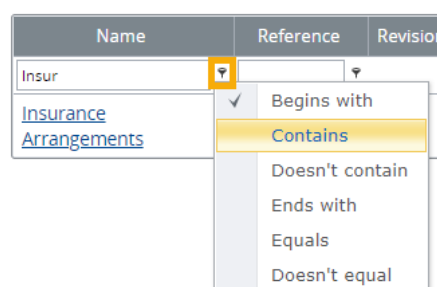 Name Reference Revision
Insur
Begins with
Insurance
Arrangements
Contains
Doesn't contain
Ends with
Equals
Doesn't equal